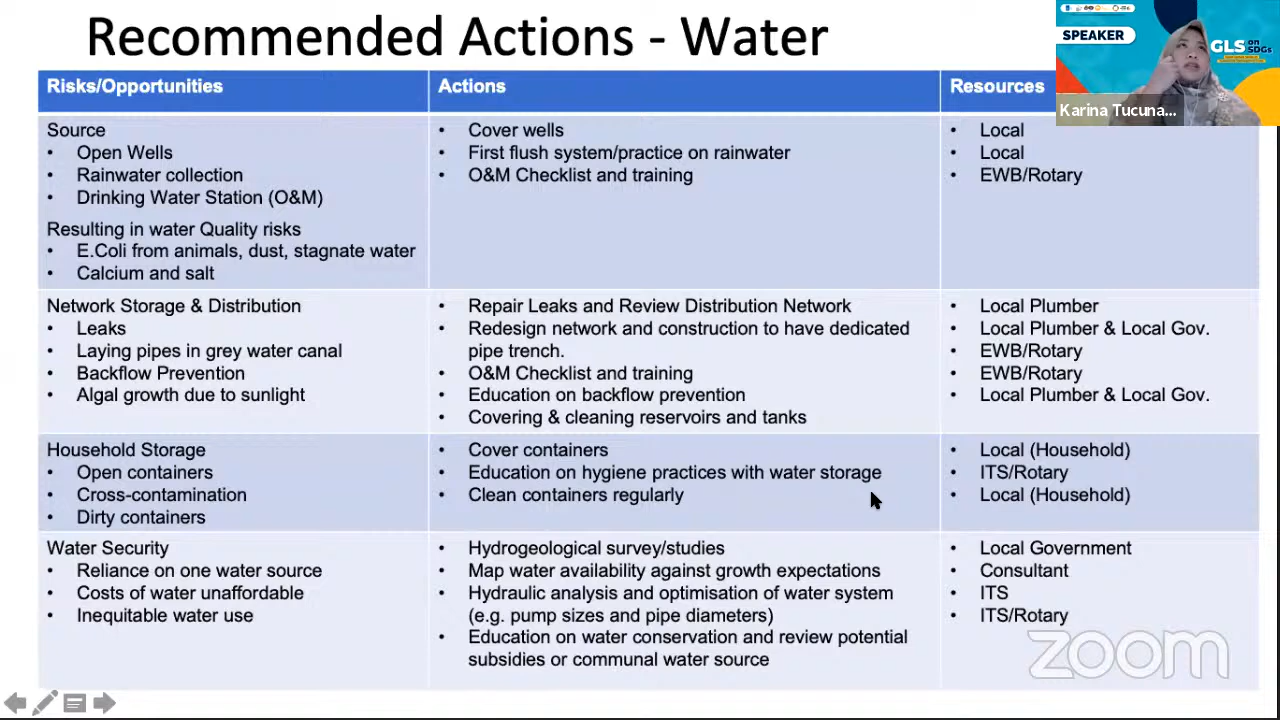 Recommended Actions - Water
Risks/Opportunities
Actions
Resources
Source
• Open Wells
• Rainwater collection
• Drinking Water Station (O&M)
Resulting in water Quality risks
• E.Coli from animals, dust, stagnate water
• Calcium and salt
• Cover wells
• First flush system/practice on rainwater
• O&M Checklist and training
• Local
• Local
• EWB/Rotary
Network Storage & Distribution
• Leaks
• Laying pipes in grey water canal
• Backflow Prevention
• Algal growth due to sunlight
• Repair Leaks and Review Distribution Network
• Redesign network and construction to have dedicated
pipe trench.
• O&M Checklist and training
• Education on backflow prevention
• Covering & cleaning reservoirs and tanks
• Local Plumber
• Local Plumber & Local Gov.
• EWB/Rotary
• EWB/Rotary
• Local Plumber & Local Gov.
Household Storage
• Open containers
• Cross-contamination
• Dirty containers
• Cover containers
• Education on hygiene practices with water storage
• Clean containers regularly
• Local (Household)
• ITS/Rotary
• Local (Household)
Water Security
• Reliance on one water source
• Costs of water unaffordable
• Inequitable water use
• Hydrogeological survey/studies
• Map water availability against growth expectations
• Hydraulic analysis and optimisation of water system
(e.g. pump sizes and pipe diameters)
• Education on water conservation and review potential
subsidies or communal water source
• Local Government
• Consultant
• ITS
• ITS/Rotary
SPEAKER
GLS on SDGs
Karina Tucuna...
zoom